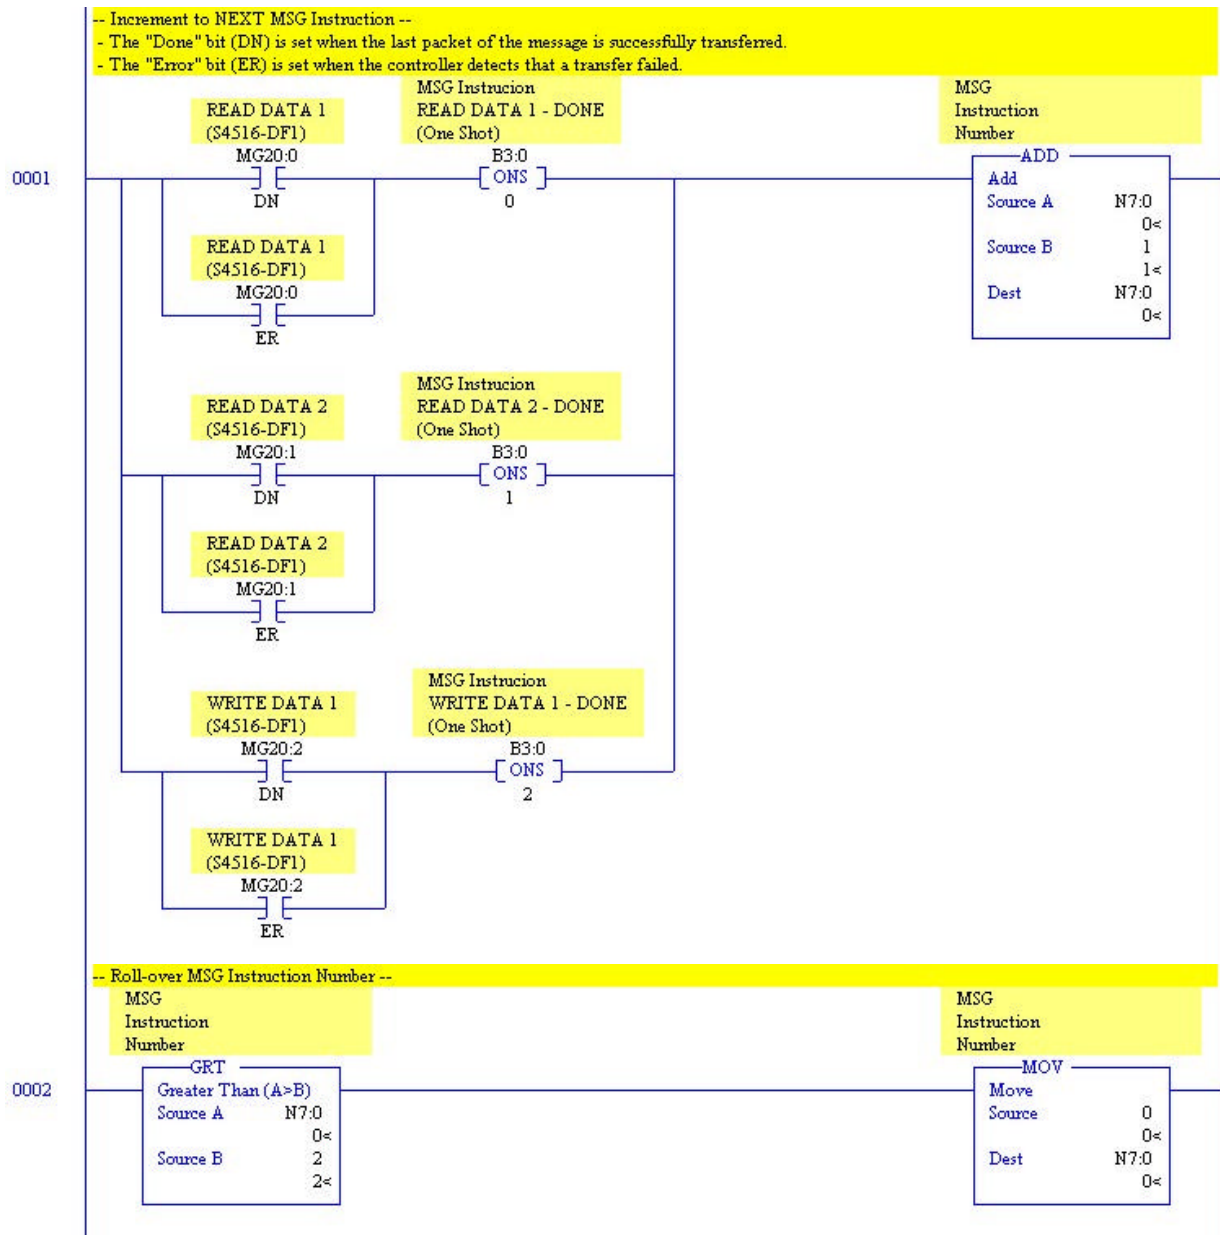 -- Increment to NEXT MSG Instruction --
- The "Done" bit (DN) is set when the last packet of the message is successfully transferred.
- The "Error" bit (ER) is set when the controller detects that a transfer failed.
MSG Instrucion
READ DATA 1 - DONE
(One Shot)
MSG
Instruction
Number
READ DATA 1
(S4516-DF1)
MG20:0
DN
B3:0
ONS
0
0001
ADD
Add
Source A N7:0
0<
Source B 1
1<
Dest N7:0
0<
READ DATA 1
(S4516-DF1)
MG20:0
ER
MSG Instrucion
READ DATA 2 - DONE
(One Shot)
READ DATA 2
(S4516-DF1)
MG20:1
DN
B3:0
ONS
1
READ DATA 2
(S4516-DF1)
MG20:1
ER
MSG Instrucion
WRITE DATA 1 - DONE
(One Shot)
WRITE DATA 1
(S4516-DF1)
MG20:2
DN
B3:0
ONS
2
WRITE DATA 1
(S4516-DF1)
MG20:2
ER
-- Roll-over MSG Instruction Number --
MSG
Instruction
Number
MSG
Instruction
Number
0002
GRT
Greater Than (A>B)
Source A N7:0
0<
Source B 2
2<
MOV
Move
Source 0
0<
Dest N7:0
0<